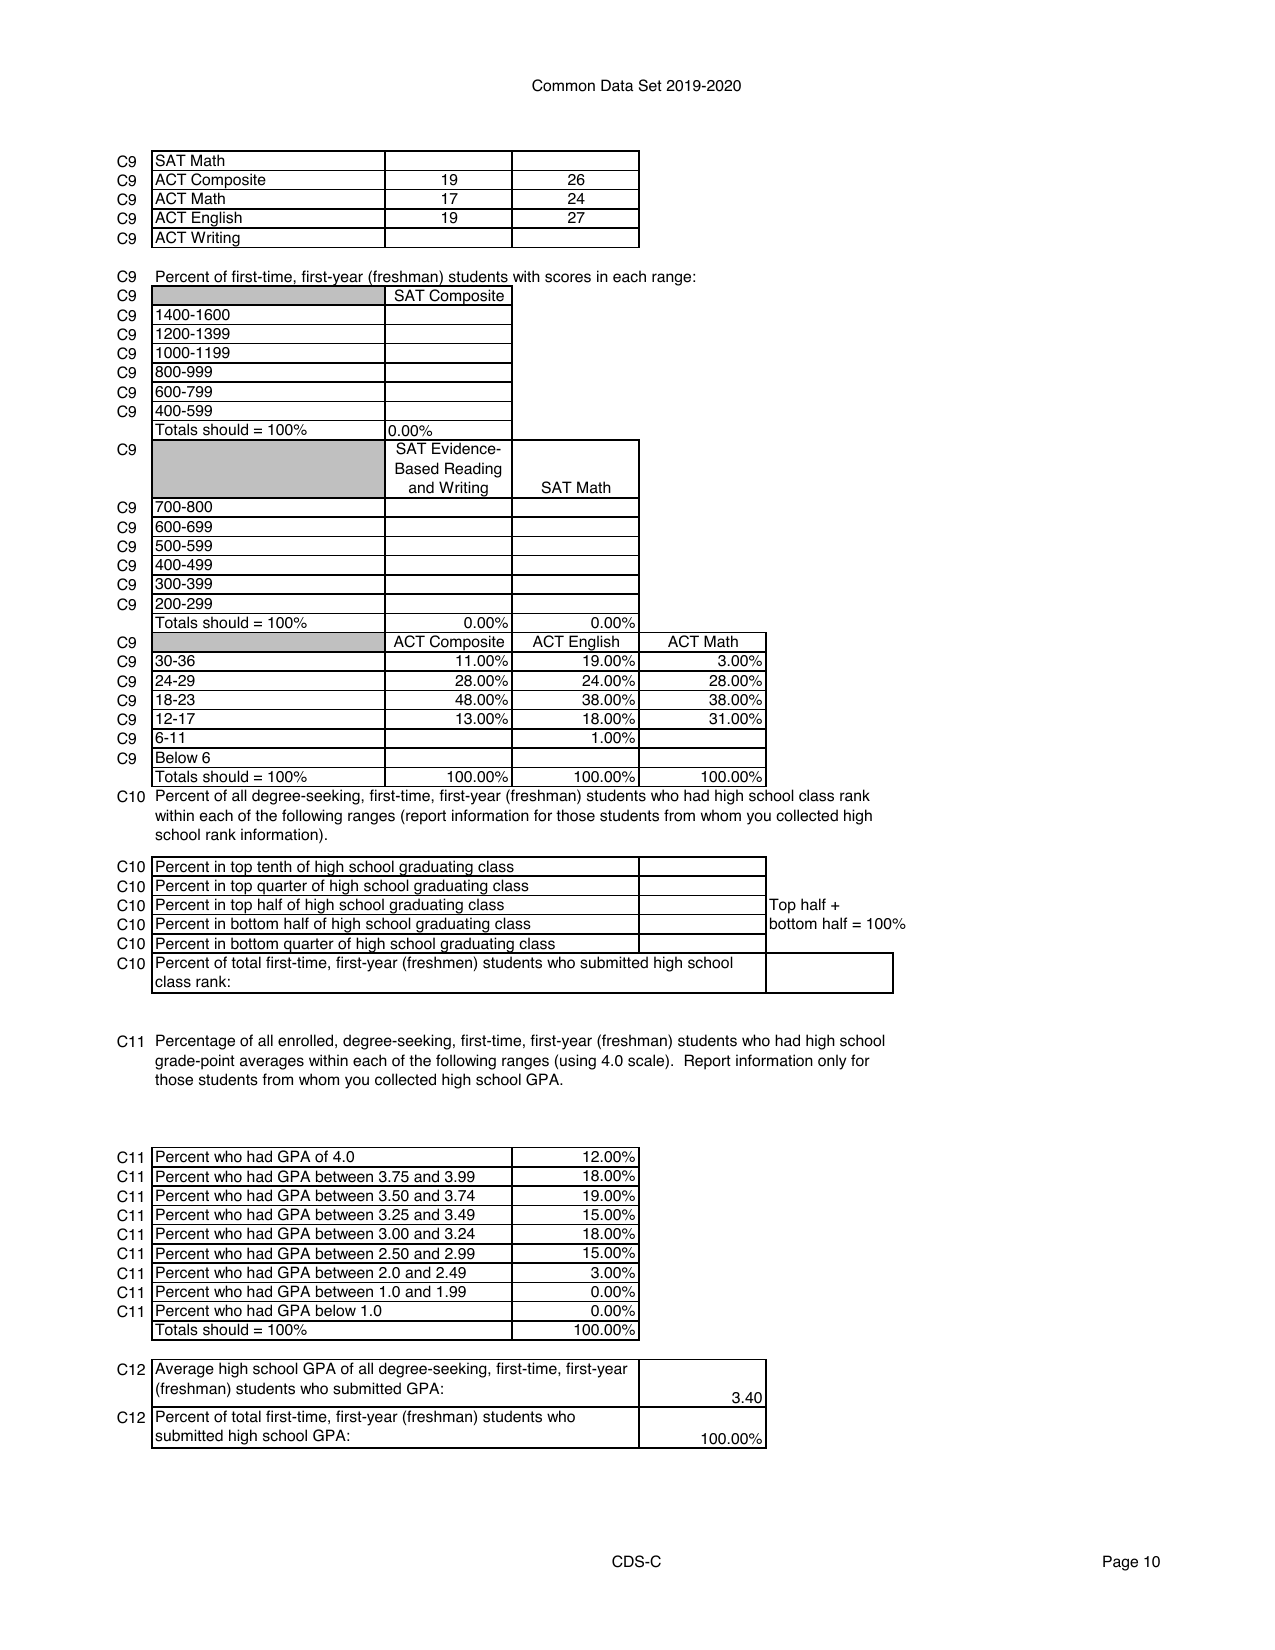 Common Data Set 2019-2020
C9 SAT Math
C9 ACT Composite 19 26
C9 ACT Math 17 24
C9 ACT English 19 27
C9 ACT Writing
C9 Percent of first-time, first-year (freshman) students with scores in each range:
C9 SAT Composite
C9 1400-1600
C9 1200-1399
C9 1000-1199
C9 800-999
C9 600-799
C9 400-599
Totals should = 100% 0.00%
C9 SAT Evidence-
Based Reading
and Writing SAT Math
C9 700-800
C9 600-699
C9 500-599
C9 400-499
C9 300-399
C9 200-299
Totals should = 100% 0.00% 0.00%
C9 ACT Composite ACT English ACT Math
C9 30-36 11.00% 19.00% 3.00%
C9 24-29 28.00% 24.00% 28.00%
C9 18-23 48.00% 38.00% 38.00%
C9 12-17 13.00% 18.00% 31.00%
C9 6-11 1.00%
C9 Below 6
Totals should = 100% 100.00% 100.00% 100.00%
C10 Percent of all degree-seeking, first-time, first-year (freshman) students who had high school class rank
within each of the following ranges (report information for those students from whom you collected high
school rank information).
C10 Percent in top tenth of high school graduating class
C10 Percent in top quarter of high school graduating class
C10 Percent in top half of high school graduating class Top half +
C10 Percent in bottom half of high school graduating class bottom half = 100%
C10 Percent in bottom quarter of high school graduating class
C10 Percent of total first-time, first-year (freshmen) students who submitted high school
class rank:
C11 Percentage of all enrolled, degree-seeking, first-time, first-year (freshman) students who had high school
grade-point averages within each of the following ranges (using 4.0 scale). Report information only for
those students from whom you collected high school GPA.
C11 Percent who had GPA of 4.0 12.00%
C11 Percent who had GPA between 3.75 and 3.99 18.00%
C11 Percent who had GPA between 3.50 and 3.74 19.00%
C11 Percent who had GPA between 3.25 and 3.49 15.00%
C11 Percent who had GPA between 3.00 and 3.24 18.00%
C11 Percent who had GPA between 2.50 and 2.99 15.00%
C11 Percent who had GPA between 2.0 and 2.49 3.00%
C11 Percent who had GPA between 1.0 and 1.99 0.00%
C11 Percent who had GPA below 1.0 0.00%
Totals should = 100% 100.00%
C12 Average high school GPA of all degree-seeking, first-time, first-year
(freshman) students who submitted GPA:
3.40
C12 Percent of total first-time, first-year (freshman) students who
submitted high school GPA: 100.00%
CDS-C Page 10